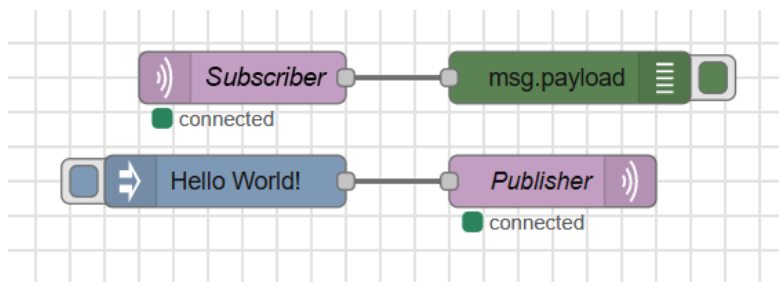 Subscriber
msg.payload
connected
Hello World!
Publisher
connected